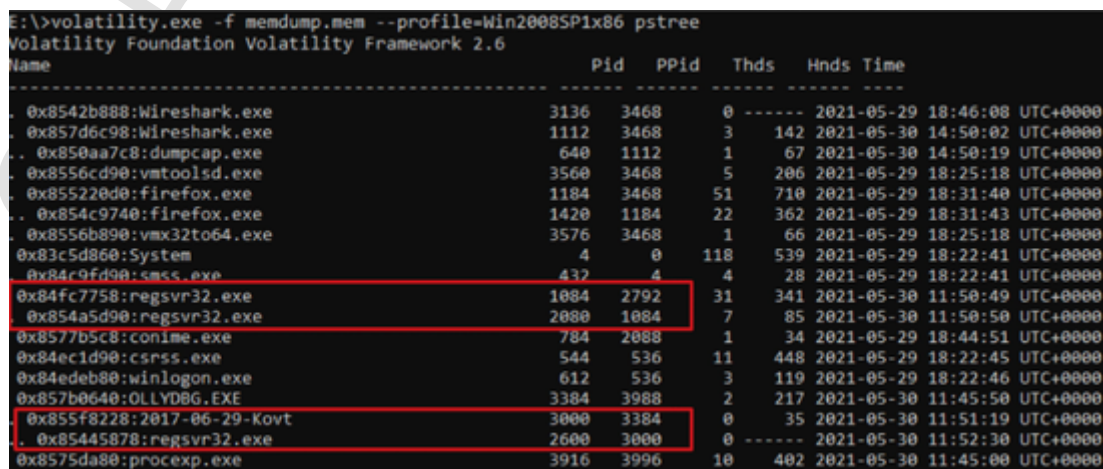 E:\>volatility.exe -f memdump.mem --profile=Win2008SP1x86 pstree
Volatility Foundation Volatility Framework 2.6
Name Pid PPid Thds Hnds Time
-------------------------------------------------- ------ ------ ------ ------ ----
. 0x8542b888:Wireshark.exe 3136 3468 0 ------ 2021-05-29 18:46:08 UTC+0000
. 0x857d6c98:Wireshark.exe 1112 3468 3 142 2021-05-30 14:50:02 UTC+0000
.. 0x850aa7c8:dumpcap.exe 640 1112 1 67 2021-05-30 14:50:19 UTC+0000
. 0x8556cd90:vmtoolsd.exe 3560 3468 5 206 2021-05-29 18:25:18 UTC+0000
. 0x855220d0:firefox.exe 1184 3468 51 710 2021-05-29 18:31:40 UTC+0000
.. 0x854c9740:firefox.exe 1420 1184 22 362 2021-05-29 18:31:43 UTC+0000
. 0x8556b890:vmx32to64.exe 3576 3468 1 66 2021-05-29 18:25:18 UTC+0000
0x83c5d860:System 4 0 118 539 2021-05-29 18:22:41 UTC+0000
. 0x84c9fd90:smss.exe 432 4 4 28 2021-05-29 18:22:41 UTC+0000
0x84fc7758:regsvr32.exe 1084 2792 31 341 2021-05-30 11:50:49 UTC+0000
. 0x854a5d90:regsvr32.exe 2080 1084 7 85 2021-05-30 11:50:50 UTC+0000
0x8577b5c8:conime.exe 784 2088 1 34 2021-05-29 18:44:51 UTC+0000
0x84ec1d90:csrss.exe 544 536 11 448 2021-05-29 18:22:45 UTC+0000
0x84edeb80:winlogon.exe 612 536 3 119 2021-05-29 18:22:46 UTC+0000
0x857b0640:OLLYDBG.EXE 3384 3988 2 217 2021-05-30 11:45:50 UTC+0000
. 0x855f8228:2017-06-29-Kovt 3000 3384 0 35 2021-05-30 11:51:19 UTC+0000
.. 0x85445878:regsvr32.exe 2600 3000 0 ------ 2021-05-30 11:52:30 UTC+0000
0x8575da80:procexp.exe 3916 3996 10 402 2021-05-30 11:45:00 UTC+0000